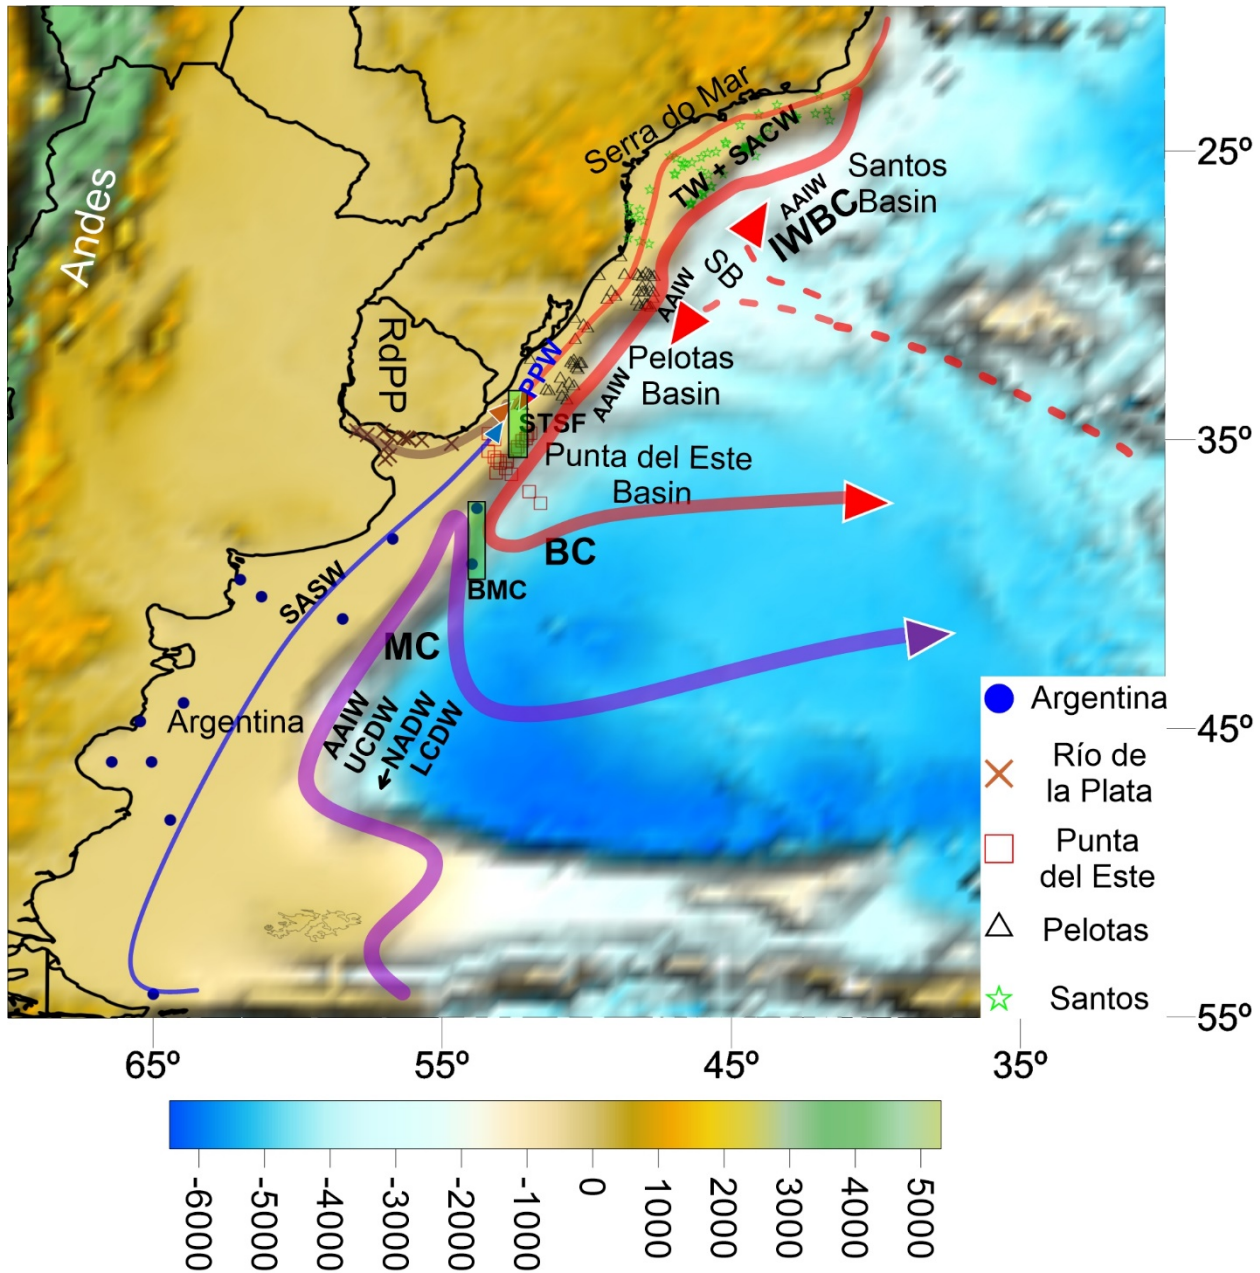 Serra do Mar
25º
TW + SACW
Santos
Basin
AAIW
IWBC
Andes
SB
AAIW
RdPP
PPW
Pelotas
Basin
AAIW
STSF
35º
Punta del Este
Basin
BC
BMC
SASW
MC
Argentina
AAIW
UCDW
←NADW
LCDW
45º
Argentina
Río de
la Plata
Punta
del Este
Pelotas
Santos
55º
65º
55º
45º
35º
-6000
-5000
-4000
-3000
-2000
-1000
0
1000
2000
3000
4000
5000